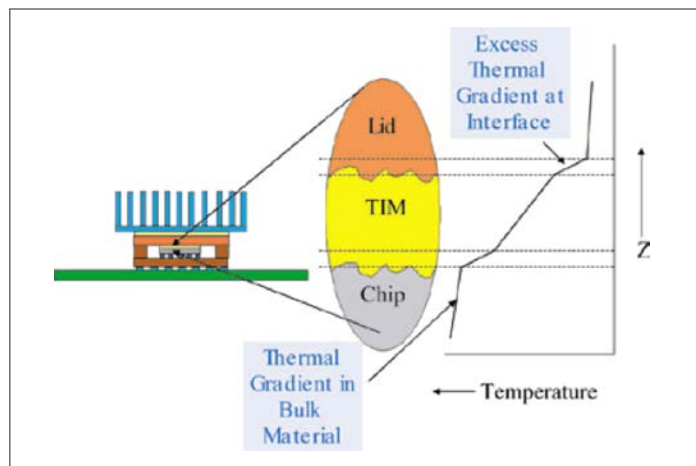 Excess
Thermal
Gradient at
Interface
Lid
TIM
Z
Chip
Thermal
Gradient in
Bulk
Material
Temperature